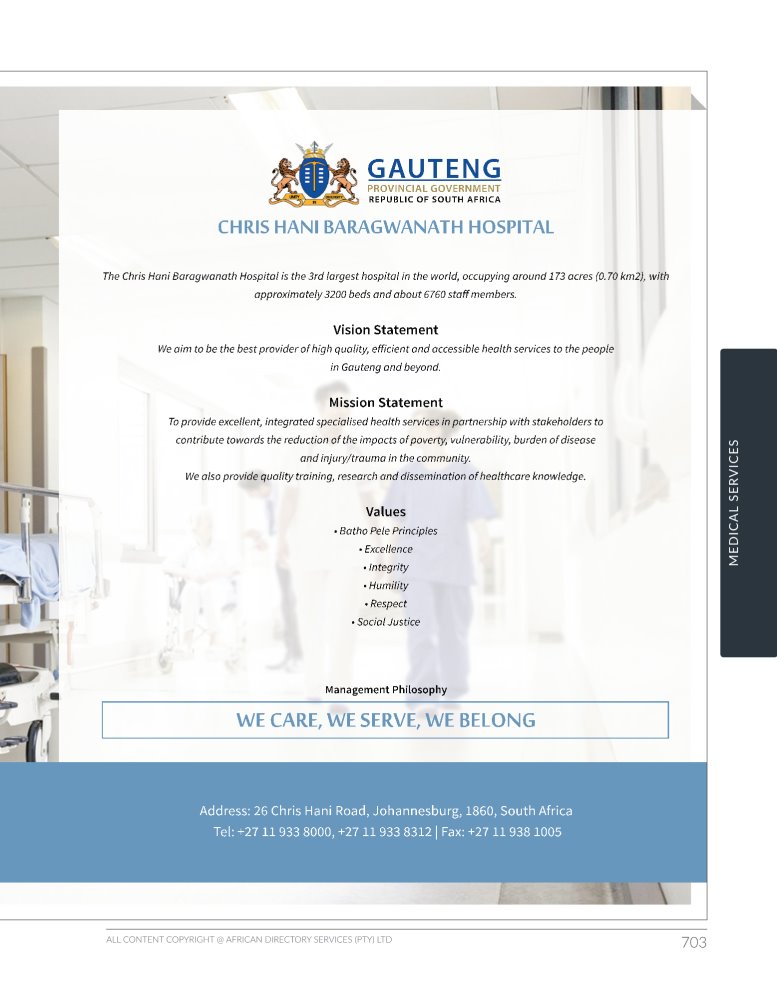 GAUTENG
PROVINCIAL GOVERNMENT
REPUBLIC OF SOUTH AFRICA
CHRIS HANI BARAGWANATH HOSPITAL
The Chris Hani Baragwanath Hospital is the 3rd largest hospital in the world, occupying around 173 acres (0.70 km2), with
approximately 3200 beds and about 6760 staff members.
Vision Statement
We aim to be the best provider of high quality, efficient and accessible health services to the people
in Gauteng and beyond.
Mission Statement
To provide excellent, integrated specialised health services in partnership with stakeholders to
contribute towards the reduction of the impacts of poverty, vulnerability, burden of disease
and injury/trauma in the community.
We also provide quality training, research and dissemination of healthcare knowledge.
Values
• Batho Pele Principles
• Excellence
• Integrity
• Humility
• Respect
• Social Justice
Management Philosophy
WE CARE, WE SERVE, WE BELONG
Address: 26 Chris Hani Road, Johannesburg, 1860, South Africa
Tel: +27 11 933 8000, +27 11 933 8312 | Fax: +27 11 938 1005
MEDICAL SERVICES
ALL CONTENT COPYRIGHT @ AFRICAN DIRECTORY SERVICES (PTY) LTD
703